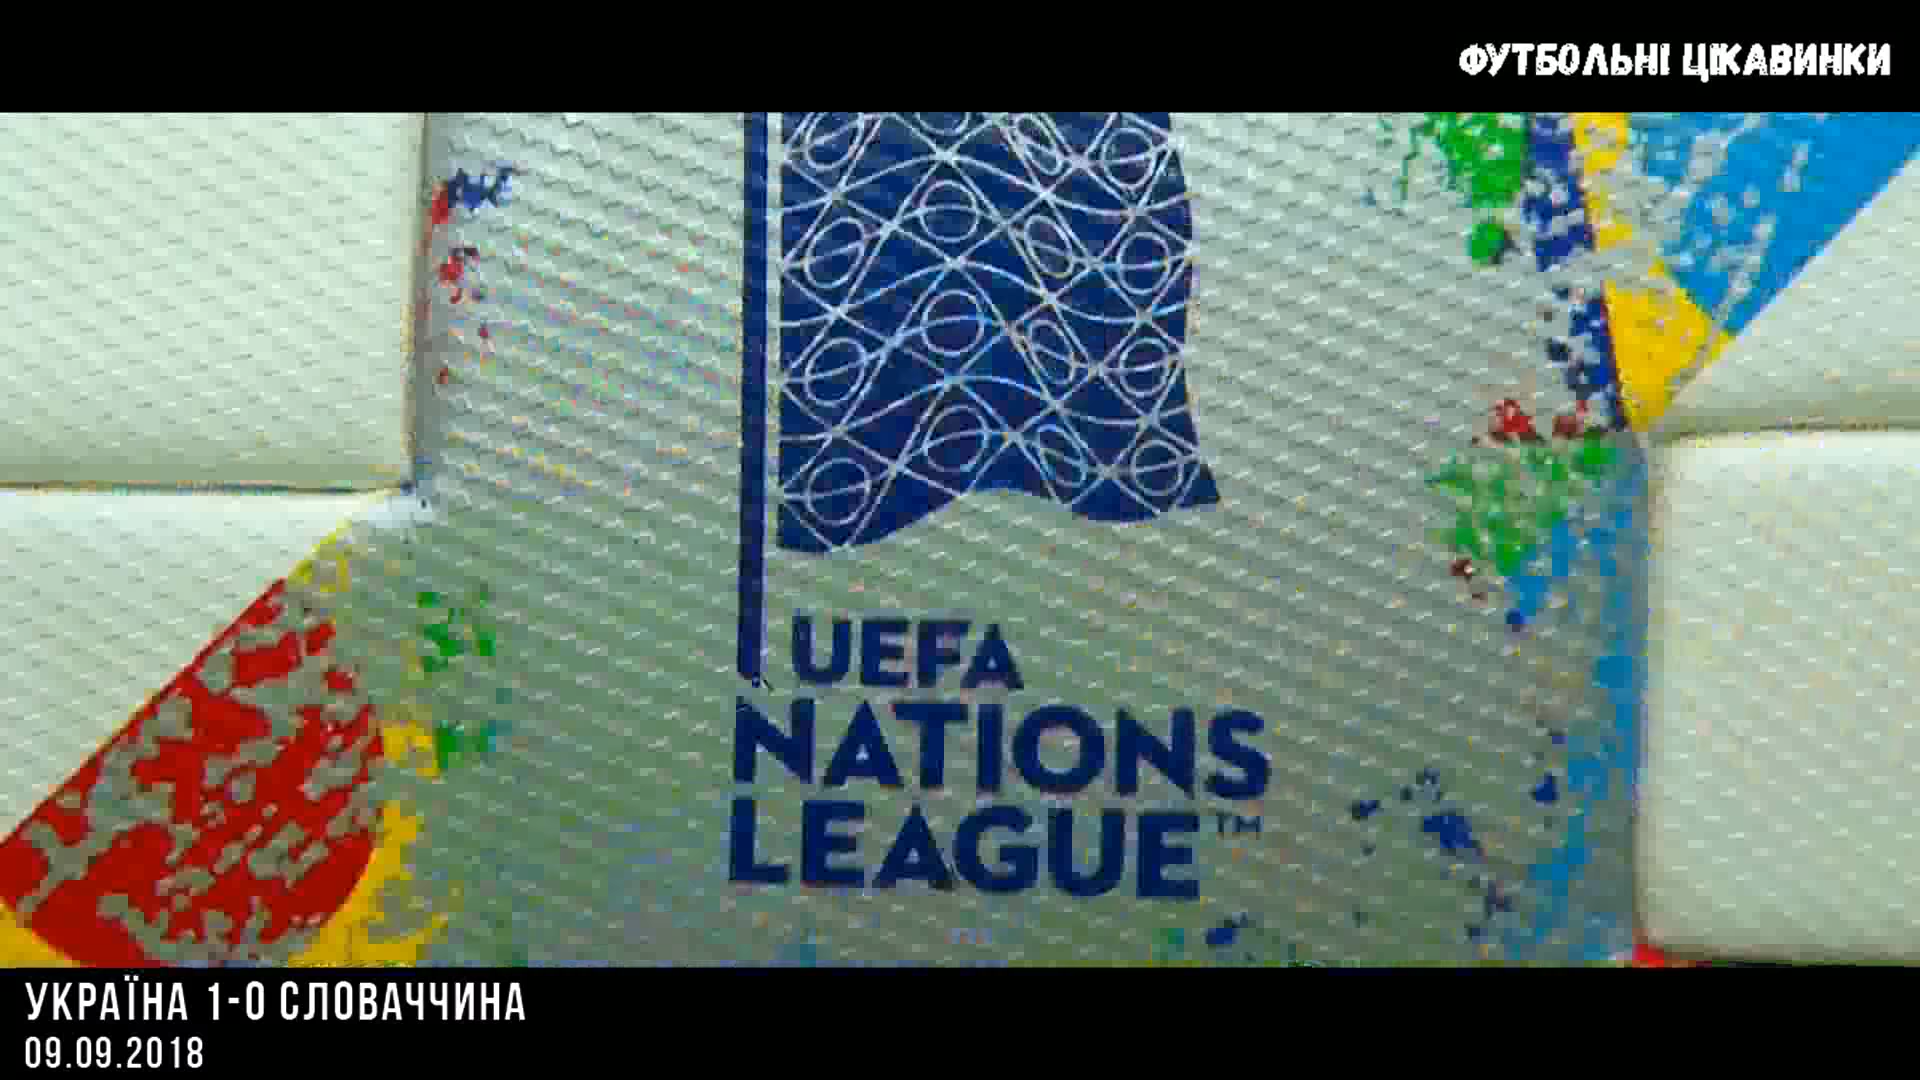 ФУТБОЛЬНІ ЦІКАВИНКИ
UEFA
NATIONS
LEAGUE™
УКРАЇНА 1-0 СЛОВАЧЧИНА
09.09.2018